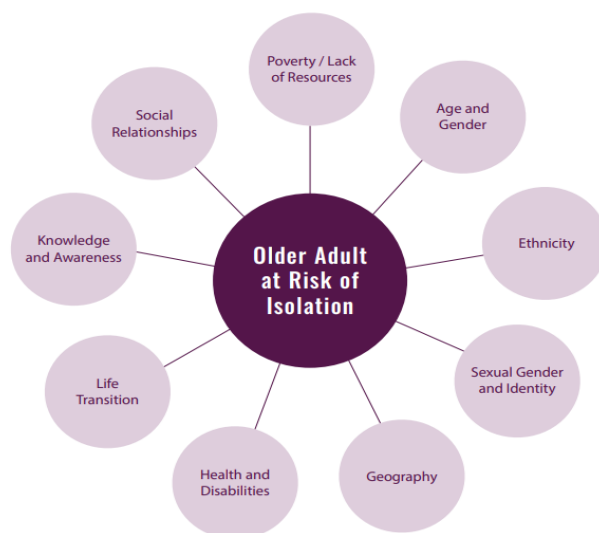 Poverty / Lack
of Resources
Age and
Gender
Ethnicity
Sexual Gender
and Identity
Geography
Health and
Disabilities
Life
Transition
Knowledge
and Awareness
Social
Relationships
Older Adult
at Risk of
Isolation